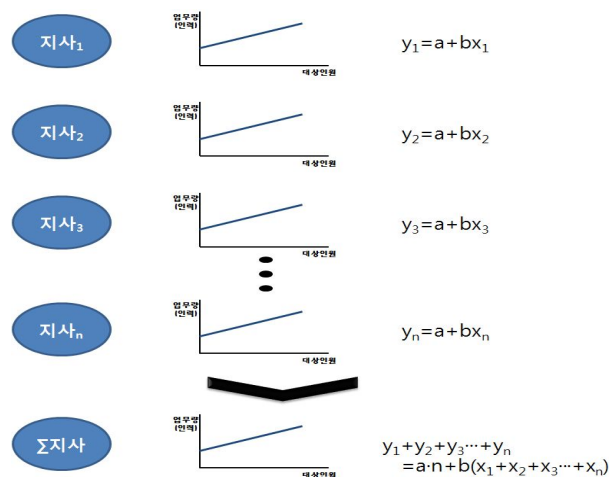 업무량
(인력)
지사₁
대상인원
y₁=a+bx₁
업무량
(인력)
지사₂
대상인원
y₂=a+bx₂
업무량
(인력)
지사₃
대상인원
y₃=a+bx₃
업무량
(인력)
지사ₙ
대상인원
yₙ=a+bxₙ
업무량
(인력)
∑지사
대상인원
y₁+y₂+y₃⋯+yₙ
=a·n+b(x₁+x₂+x₃⋯+xₙ)